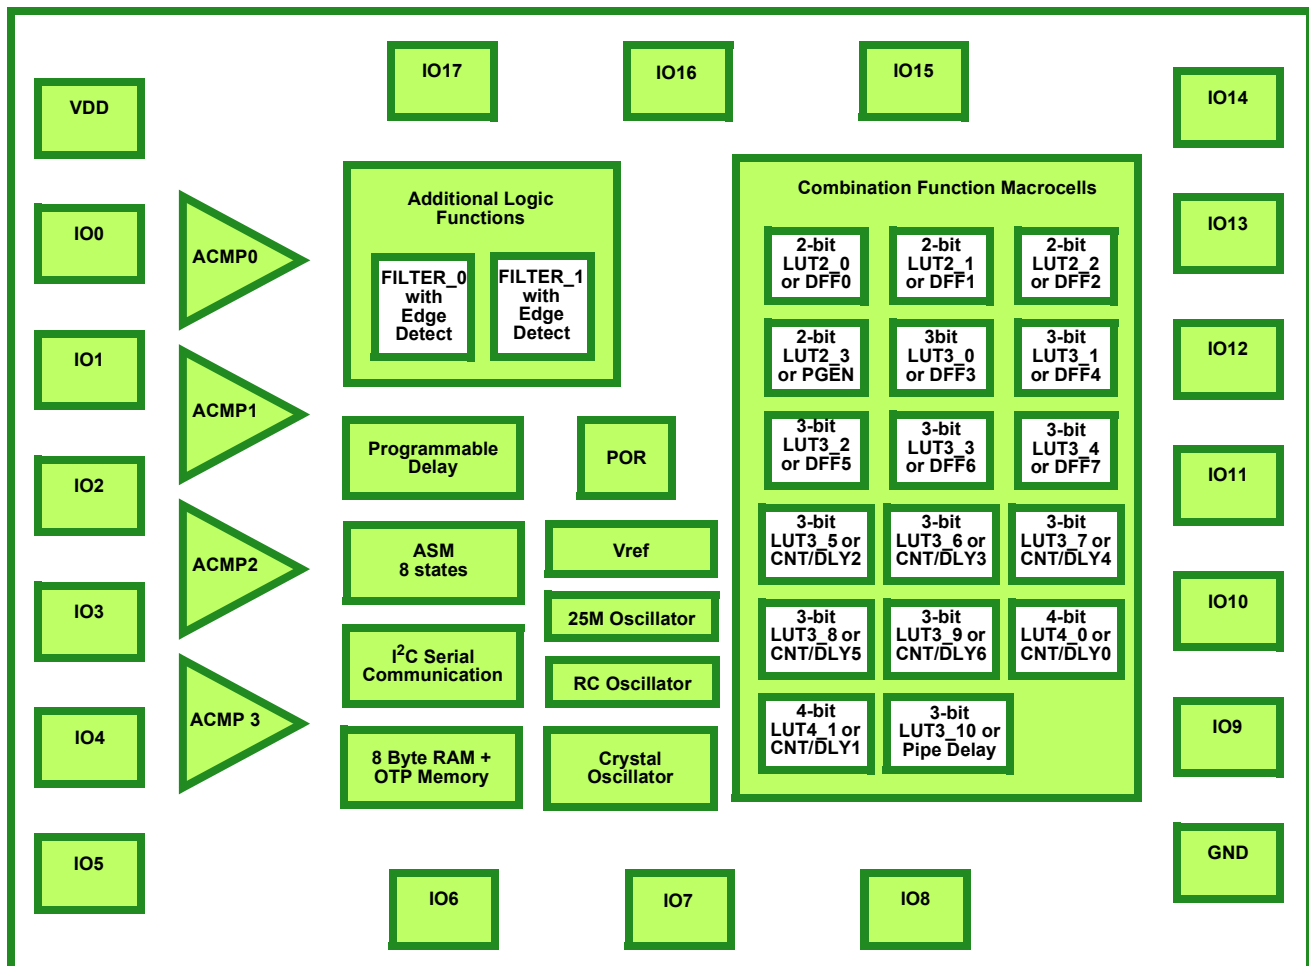 IO17
IO16
IO15
VDD
IO14
IO0
IO13
IO1
IO12
IO2
IO11
IO3
IO10
IO4
IO9
IO5
GND
IO6
IO7
IO8
ACMP0
ACMP1
ACMP2
ACMP 3
Additional Logic
Functions
FILTER_0
with
Edge
Detect
FILTER_1
with
Edge
Detect
Programmable
Delay
POR
ASM
8 states
Vref
25M Oscillator
I²C Serial
Communication
RC Oscillator
8 Byte RAM +
OTP Memory
Crystal
Oscillator
Combination Function Macrocells
2-bit
LUT2_0
or DFF0
2-bit
LUT2_1
or DFF1
2-bit
LUT2_2
or DFF2
2-bit
LUT2_3
or PGEN
3bit
LUT3_0
or DFF3
3-bit
LUT3_1
or DFF4
3-bit
LUT3_2
or DFF5
3-bit
LUT3_3
or DFF6
3-bit
LUT3_4
or DFF7
3-bit
LUT3_5 or
CNT/DLY2
3-bit
LUT3_6 or
CNT/DLY3
3-bit
LUT3_7 or
CNT/DLY4
3-bit
LUT3_8 or
CNT/DLY5
3-bit
LUT3_9 or
CNT/DLY6
4-bit
LUT4_0 or
CNT/DLY0
4-bit
LUT4_1 or
CNT/DLY1
3-bit
LUT3_10 or
Pipe Delay